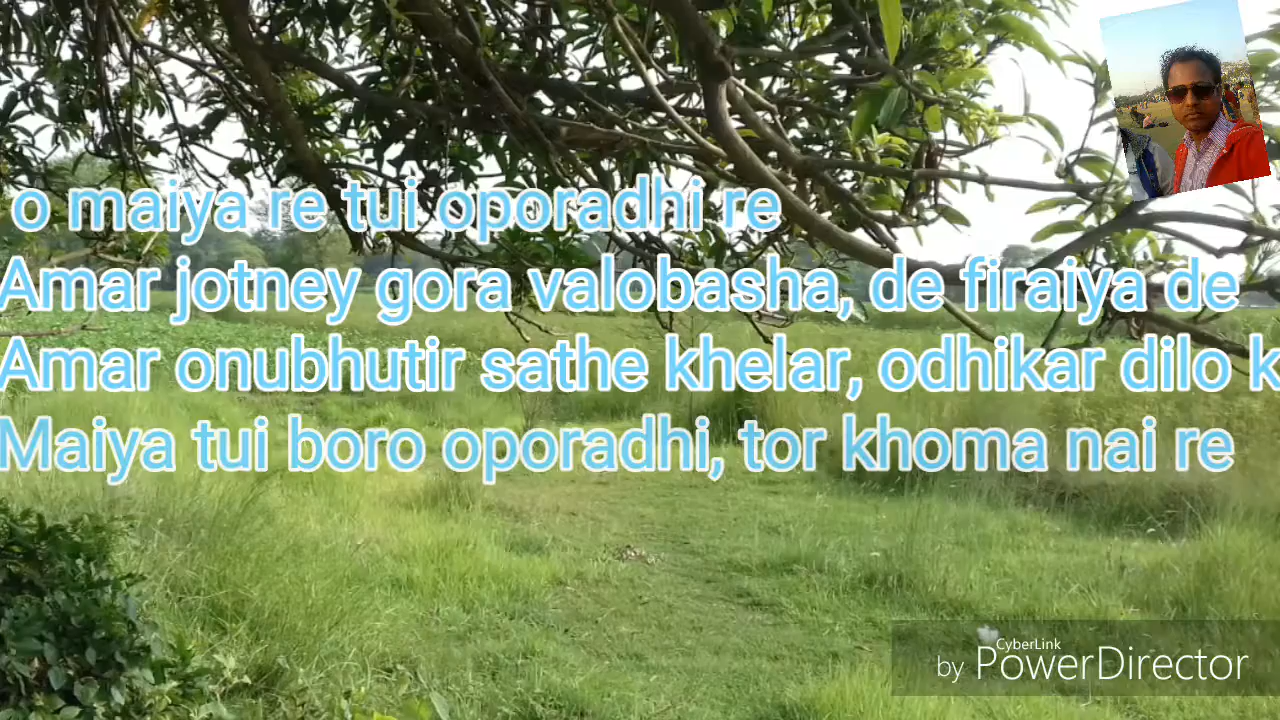 o maiya re tui oporadhi re
Amar jotney gora valobasha, de firaiya de
Amar onubhutir sathe khelar, odhikar dilo k
Maiya tui boro oporadhi, tor khoma nai re
CyberLink
by PowerDirector